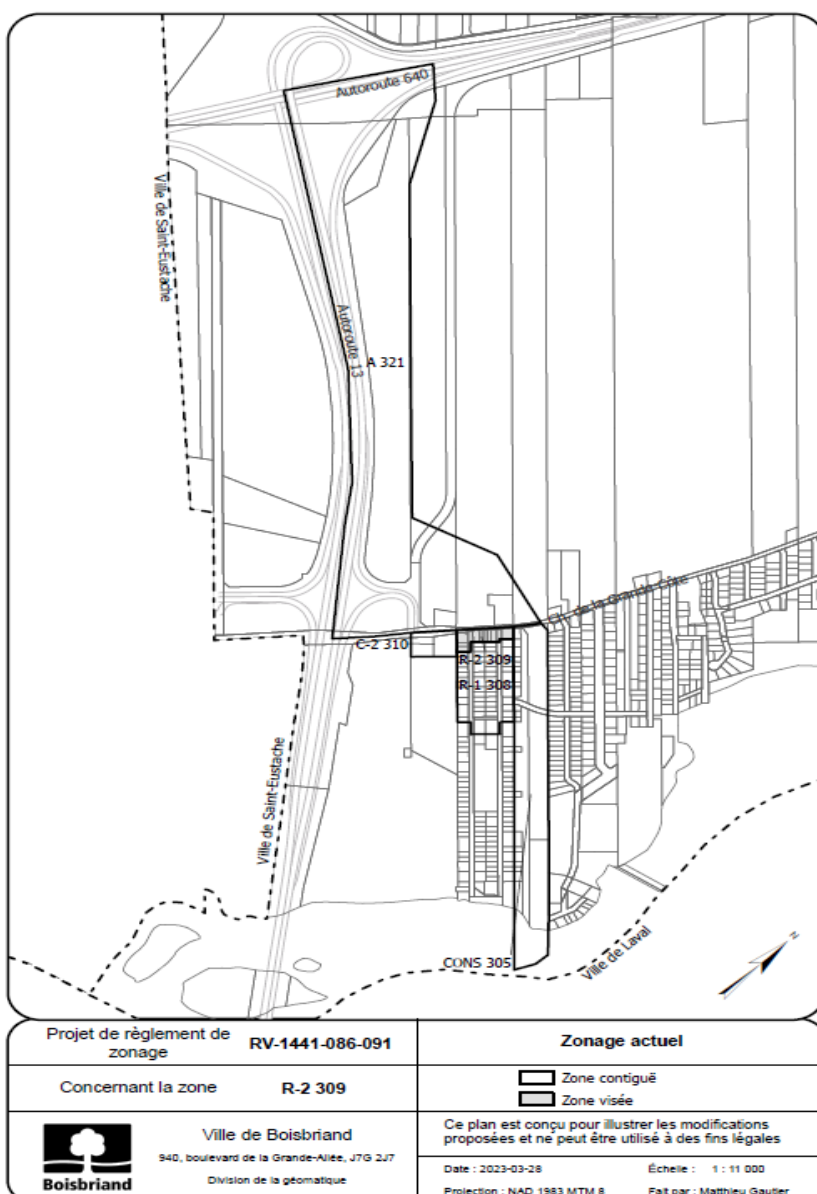 Autoroute 640
Ville de Saint-Eustache
Autoroute 13
A 321
Ch. de la Grande-Côte
C-2 310
R-2 309
R-1 308
Ville de Saint-Eustache
CONS 305
Ville de Laval
N
Projet de règlement de
zonage
RV-1441-086-091
Zonage actuel
Concernant la zone
R-2 309
Zone contiguë
Zone visée
Ville de Boisbriand
940, boulevard de la Grande-Allée, J7G 2J7
Division de la géomatique
Boisbriand
Ce plan est conçu pour illustrer les modifications
proposées et ne peut être utilisé à des fins légales
Date : 2023-03-28
Échelle : 1 : 11 000
Projection : NAD 1983 MTM 8
Fait par : Matthieu Gautier